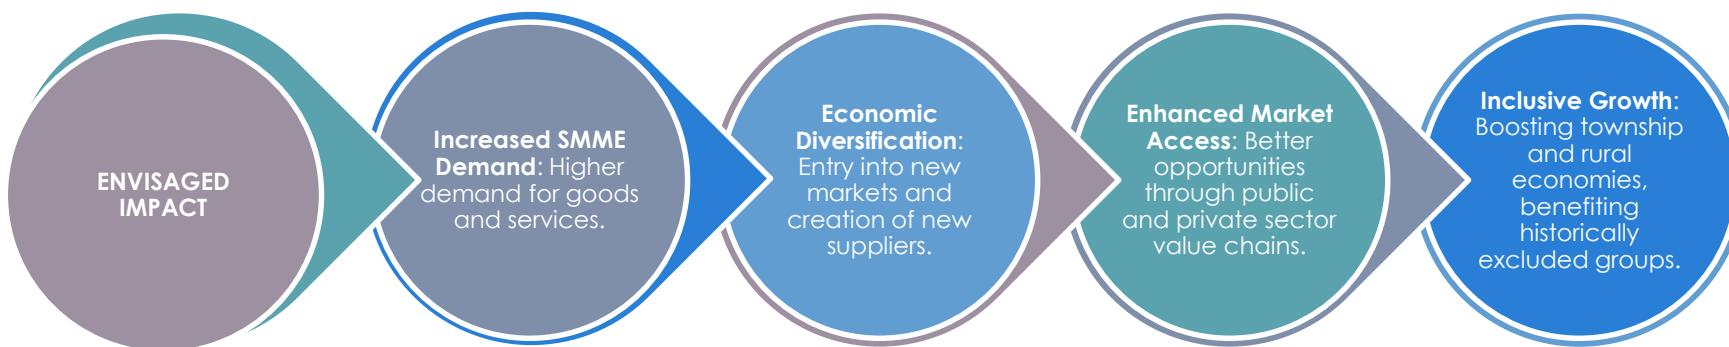 ENVISAGED
IMPACT
Increased SMME
Demand: Higher
demand for goods
and services.
Economic
Diversification:
Entry into new
markets and
creation of new
suppliers.
Enhanced Market
Access: Better
opportunities
through public
and private sector
value chains.
Inclusive Growth:
Boosting township
and rural
economies,
benefiting
historically
excluded groups.